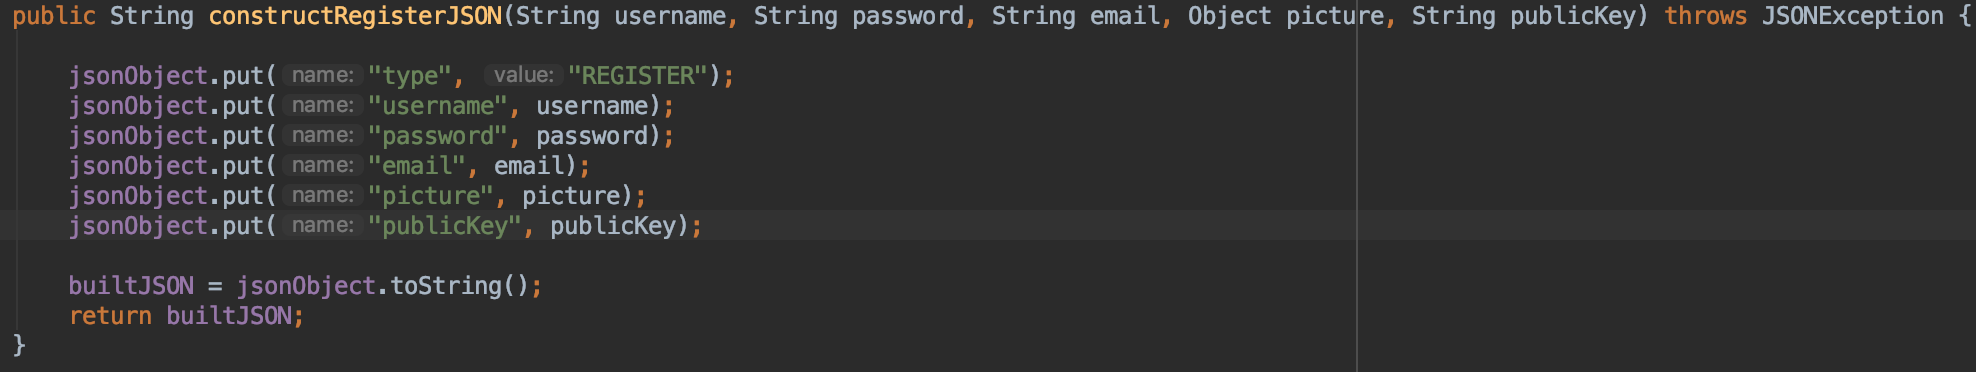 public String constructRegisterJSON(String username, String password, String email, Object picture, String publicKey) throws JSONException {
jsonObject.put( name: "type", value: "REGISTER");
jsonObject.put( name: "username", username);
jsonObject.put( name: "password", password);
jsonObject.put( name: "email", email);
jsonObject.put( name: "picture", picture);
jsonObject.put( name: "publicKey", publicKey);
builtJSON = jsonObject.toString();
return builtJSON;
}